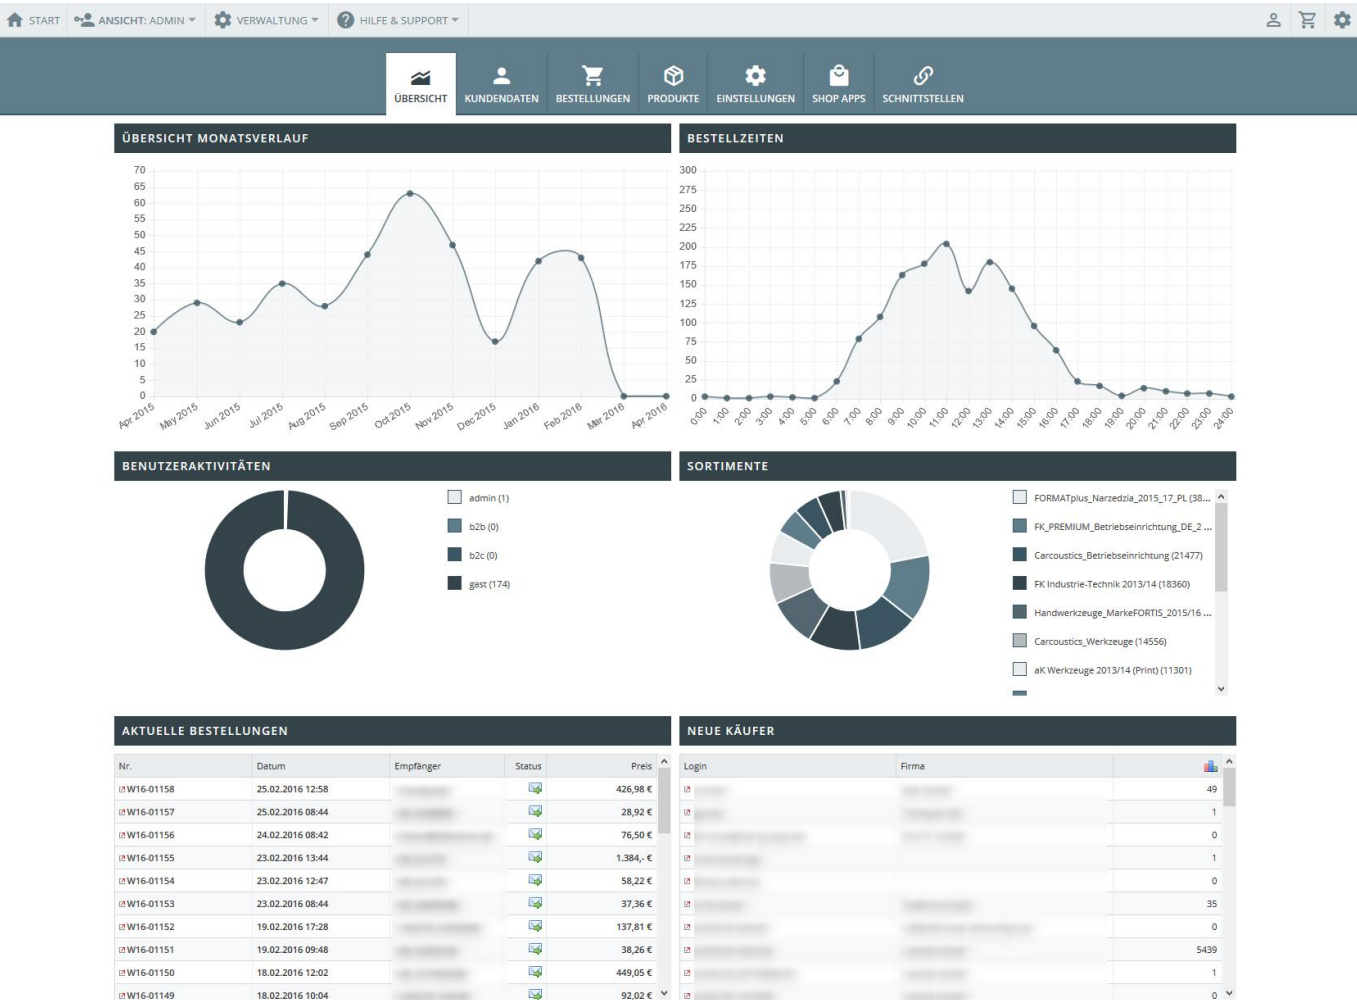 START ANSICHT: ADMIN VERWALTUNG HILFE & SUPPORT
ÜBERSICHT KUNDENDATEN BESTELLUNGEN PRODUKTE EINSTELLUNGEN SHOP APPS SCHNITTSTELLEN
ÜBERSICHT MONATSVERLAUF
70
65
60
55
50
45
40
35
30
25
20
15
10
5
0
Apr 2015 May 2015 Jun 2015 Jul 2015 Aug 2015 Sep 2015 Oct 2015 Nov 2015 Dec 2015 Jan 2016 Feb 2016 Mar 2016 Apr 2016
BESTELLZEITEN
300
275
250
225
200
175
150
125
100
75
50
25
0
0:00 1:00 2:00 3:00 4:00 5:00 6:00 7:00 8:00 9:00 10:00 11:00 12:00 13:00 14:00 15:00 16:00 17:00 18:00 19:00 20:00 21:00 22:00 23:00 24:00
BENUTZERAKTIVITÄTEN
admin (1)
b2b (0)
b2c (0)
gast (174)
SORTIMENTE
FORMATplus_Narzedzia_2015_17_PL (38...
FK_PREMIUM_Betriebseinrichtung_DE_2 ...
Carcoustics_Betriebseinrichtung (21477)
FK Industrie-Technik 2013/14 (18360)
Handwerkzeuge_MarkeFORTIS_2015/16 ...
Carcoustics_Werkzeuge (14556)
aK Werkzeuge 2013/14 (Print) (11301)
AKTUELLE BESTELLUNGEN
Nr. Datum Empfänger Status Preis
W16-01158 25.02.2016 12:58 426,98 €
W16-01157 25.02.2016 08:44 28,92 €
W16-01156 24.02.2016 08:42 76,50 €
W16-01155 23.02.2016 13:44 1.384,- €
W16-01154 23.02.2016 12:47 58,22 €
W16-01153 23.02.2016 08:44 37,36 €
W16-01152 19.02.2016 17:28 137,81 €
W16-01151 19.02.2016 09:48 38,26 €
W16-01150 18.02.2016 12:02 449,05 €
W16-01149 18.02.2016 10:04 92,02 €
NEUE KÄUFER
Login Firma
49
1
0
1
0
35
0
5439
1
0